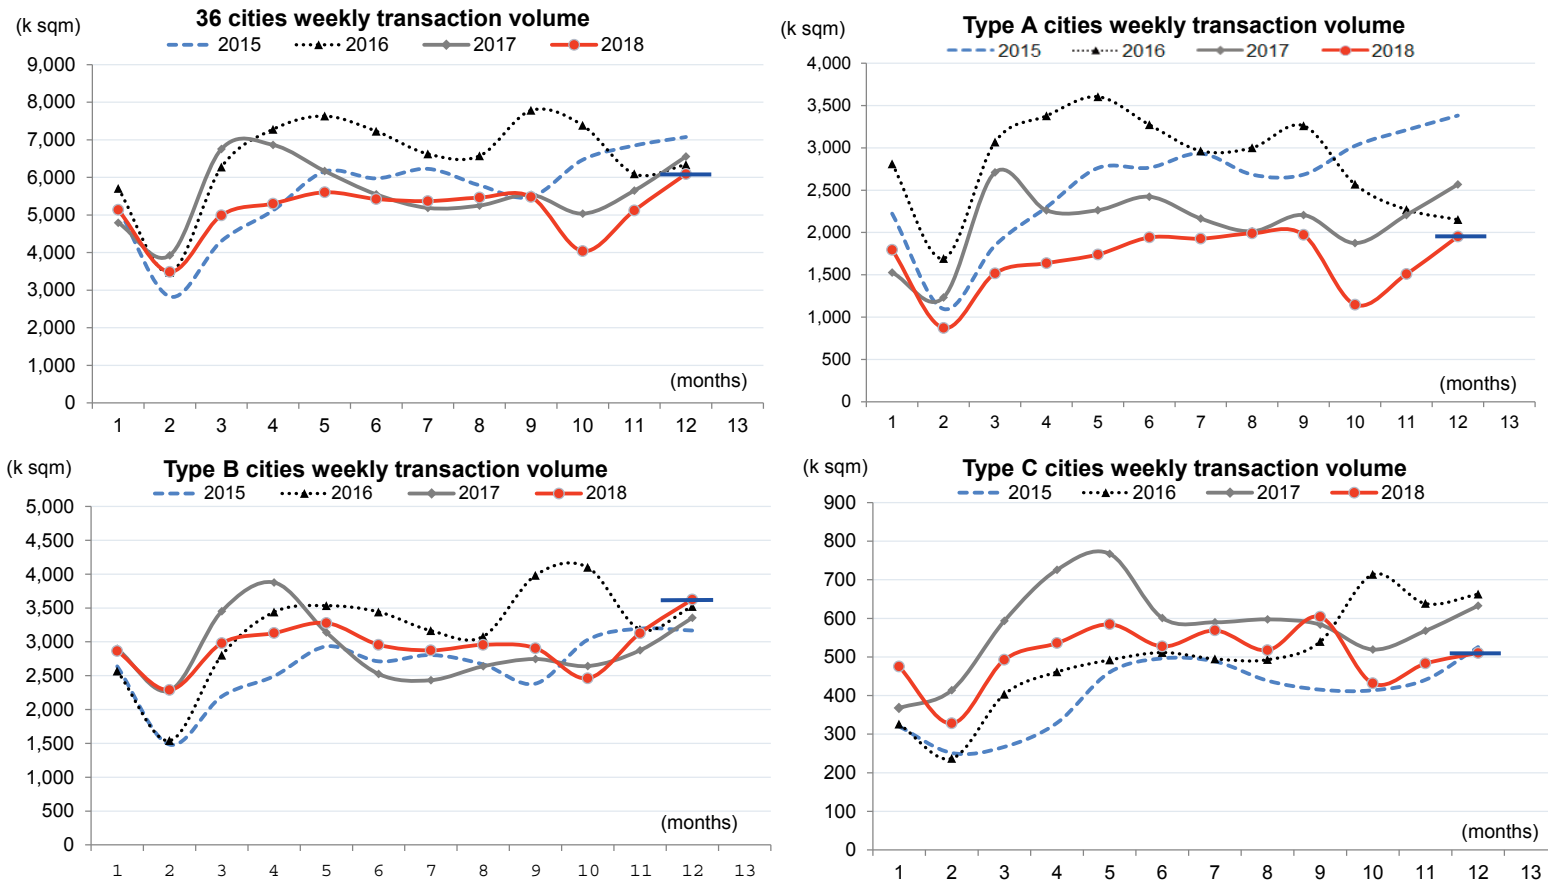 36 cities weekly transaction volume
(k sqm)
2015 2016 2017 2018
9,000
8,000
7,000
6,000
5,000
4,000
3,000
2,000
1,000
0
(months)
1 2 3 4 5 6 7 8 9 10 11 12 13
Type A cities weekly transaction volume
(k sqm)
2015 2016 2017 2018
4,000
3,500
3,000
2,500
2,000
1,500
1,000
500
0
(months)
1 2 3 4 5 6 7 8 9 10 11 12 13
Type B cities weekly transaction volume
(k sqm)
2015 2016 2017 2018
5,000
4,500
4,000
3,500
3,000
2,500
2,000
1,500
1,000
500
0
(months)
1 2 3 4 5 6 7 8 9 10 11 12 13
Type C cities weekly transaction volume
(k sqm)
2015 2016 2017 2018
900
800
700
600
500
400
300
200
100
0
(months)
1 2 3 4 5 6 7 8 9 10 11 12 13